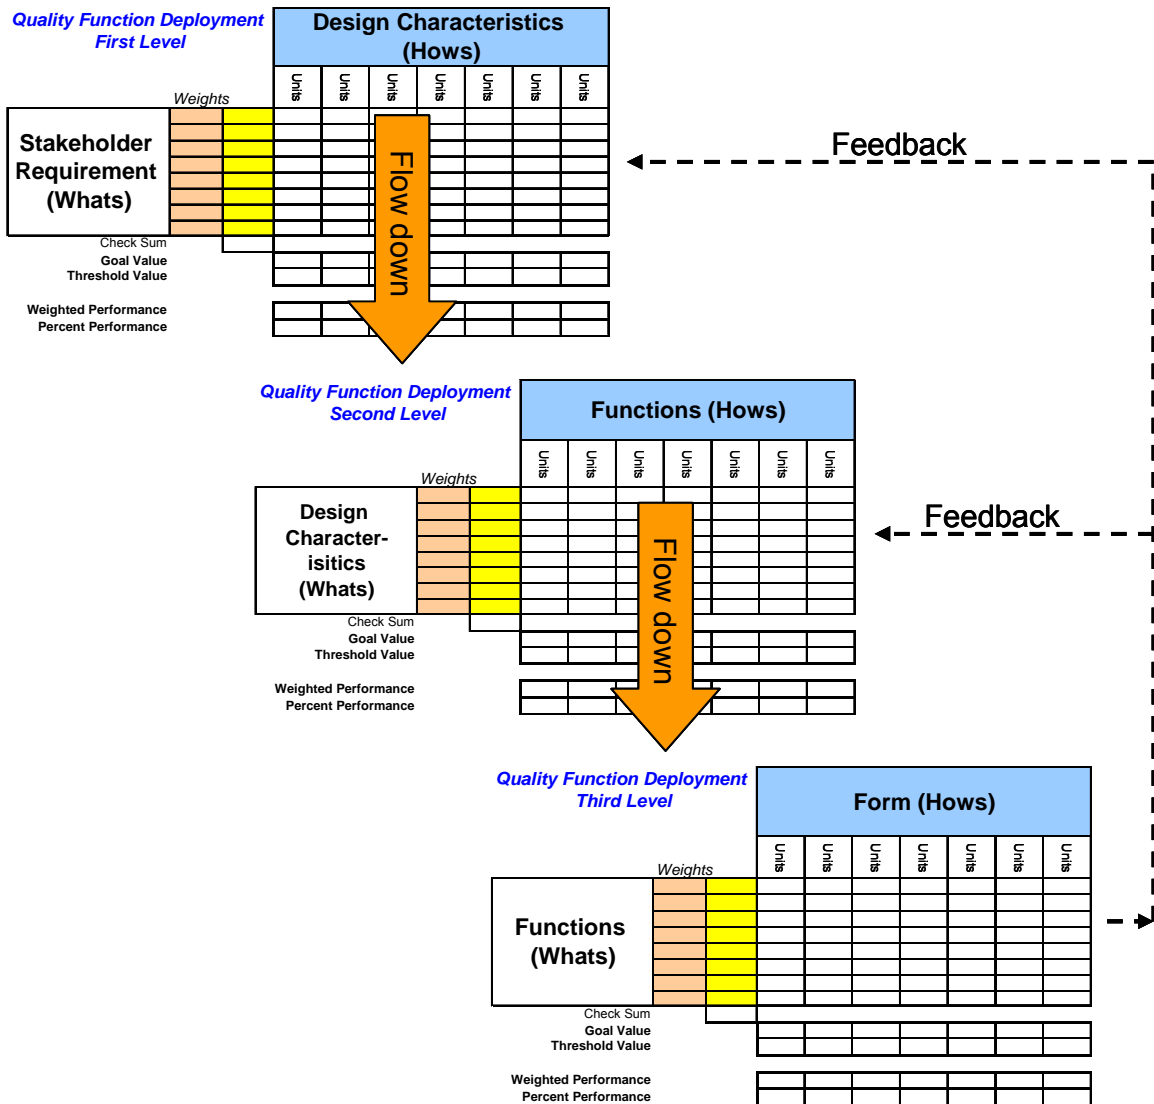 Quality Function Deployment
First Level
Design Characteristics
(Hows)
Units Units Units Units Units Units Units
Weights
Stakeholder
Requirement
(Whats)
Flow down
Feedback
Check Sum
Goal Value
Threshold Value
Weighted Performance
Percent Performance
Quality Function Deployment
Second Level
Functions (Hows)
Units Units Units Units Units Units Units
Weights
Design
Character-
isitics
(Whats)
Flow down
Feedback
Check Sum
Goal Value
Threshold Value
Weighted Performance
Percent Performance
Quality Function Deployment
Third Level
Form (Hows)
Units Units Units Units Units Units Units
Weights
Functions
(Whats)
Check Sum
Goal Value
Threshold Value
Weighted Performance
Percent Performance